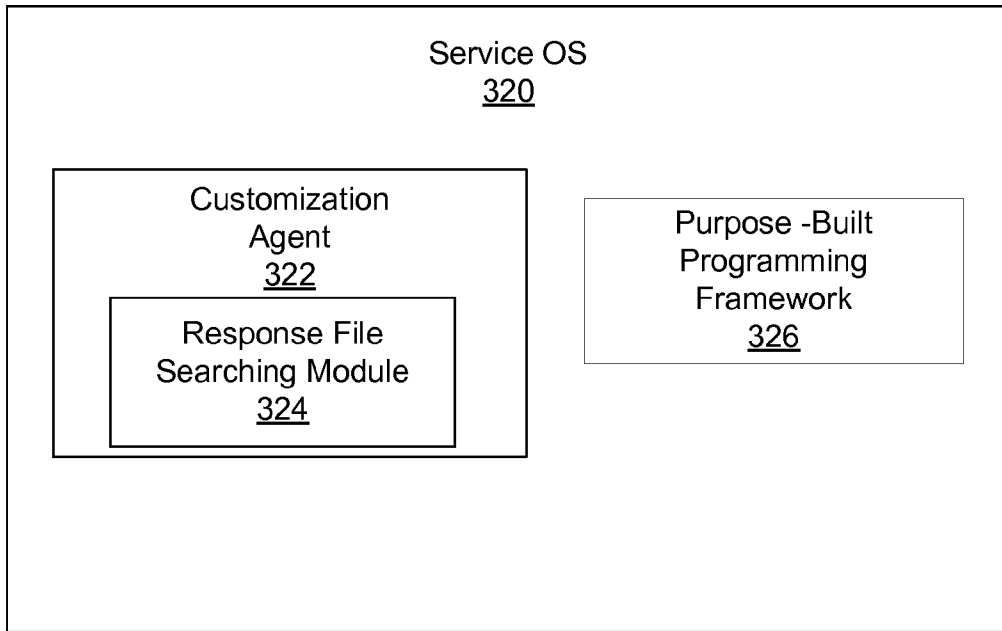 Service OS
320
Customization
Agent
322
Response File
Searching Module
324
Purpose -Built
Programming
Framework
326